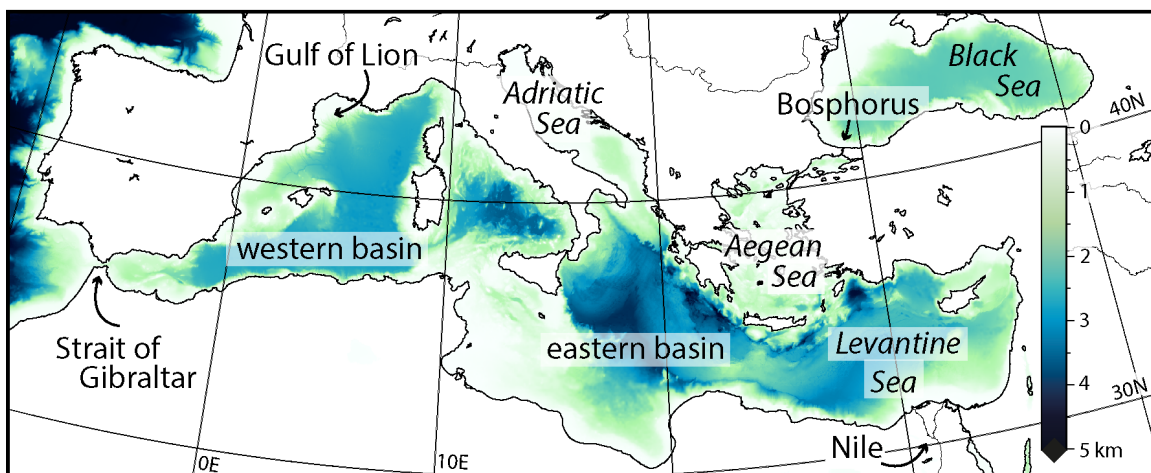 Gulf of Lion
Adriatic
Sea
Black
Sea
Bosphorus
40N
0
1
2
3
4
5 km
western basin
Aegean
Sea
Strait of
Gibraltar
eastern basin
Levantine
Sea
30N
Nile
0E
10E